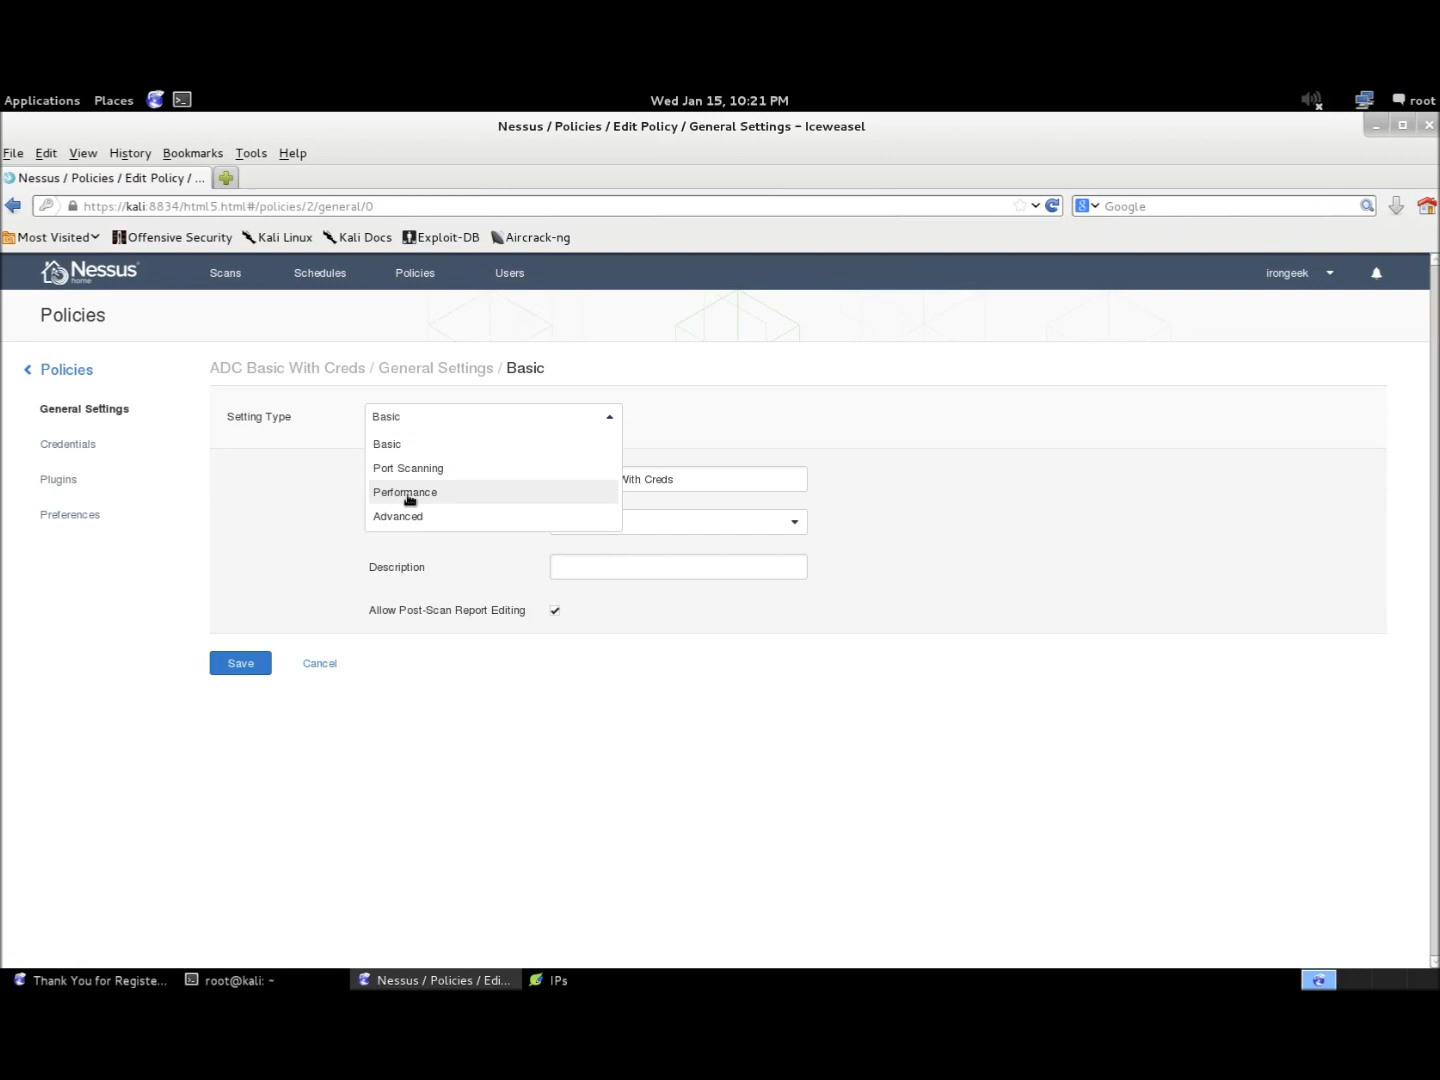 Applications Places Wed Jan 15, 10:21 PM root
Nessus / Policies / Edit Policy / General Settings - Iceweasel
File Edit View History Bookmarks Tools Help
Nessus / Policies / Edit Policy / ...
https://kali:8834/html5.html#/policies/2/general/0 Google
Most Visited Offensive Security Kali Linux Kali Docs Exploit-DB Aircrack-ng
Nessus home Scans Schedules Policies Users irongeek
Policies
Policies
ADC Basic With Creds / General Settings / Basic
General Settings
Credentials
Plugins
Preferences
Setting Type Basic
Basic
Port Scanning
Performance
Advanced
With Creds
Description
Allow Post-Scan Report Editing
Save Cancel
Thank You for Registe... root@kali: ~ Nessus / Policies / Edi... IPs